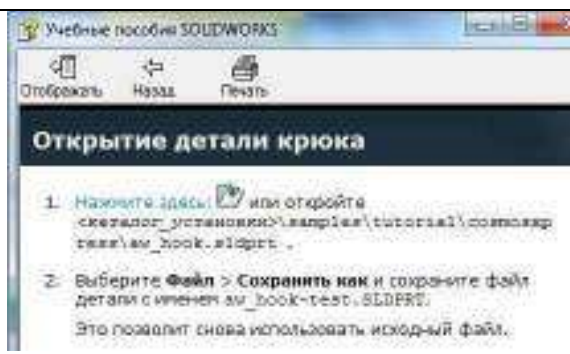 Учебные пособия SOLIDWORKS
Отображать Назад Печать
Открытие детали крюка
1. Нажмите здесь: или откройте
<каталог_установки>\samples\tutorial\cosmosxp
ress\aw_hook.sldprt .
2. Выберите Файл > Сохранить как и сохраните файл
детали с именем aw_hook-test.SLDPRT.
Это позволит снова использовать исходный файл.